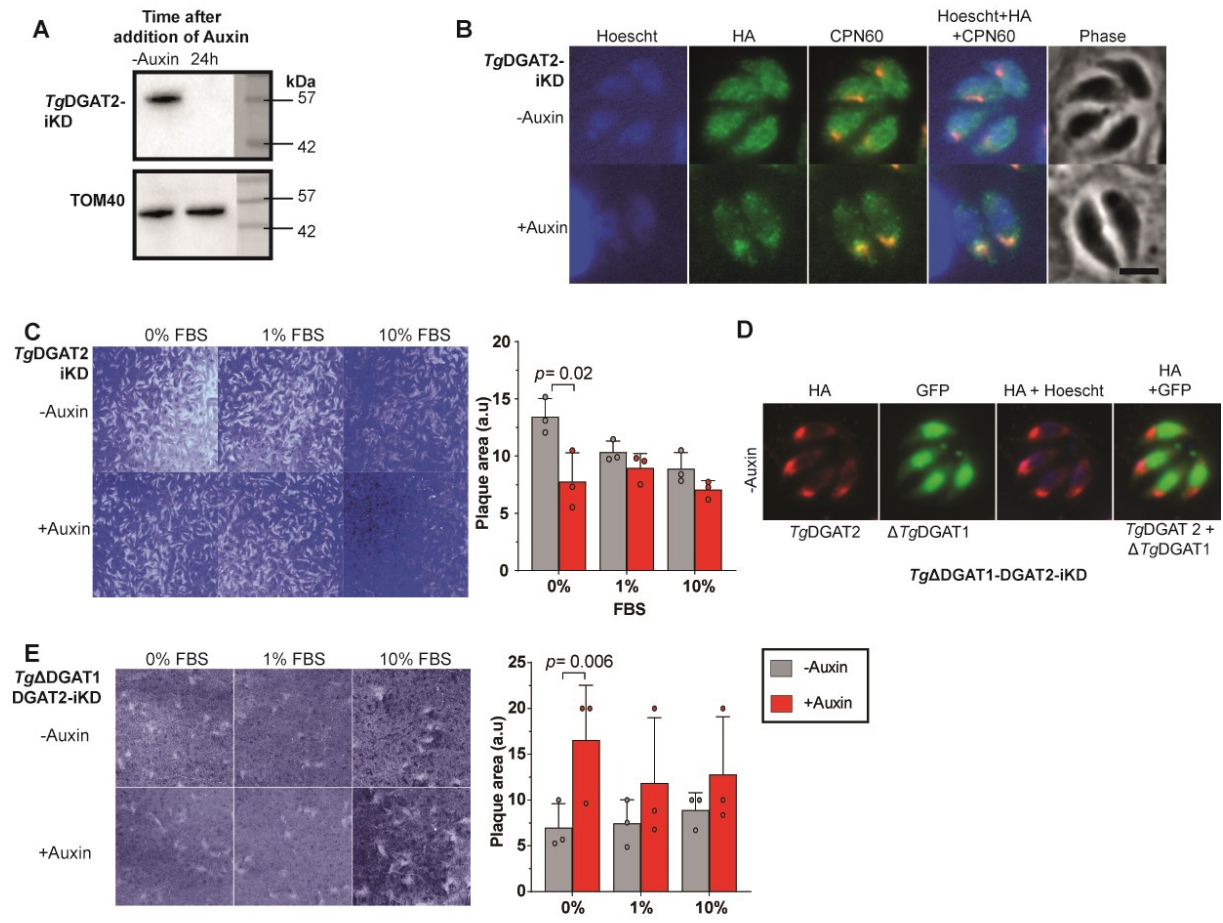 A
Time after
addition of Auxin
-Auxin 24h
kDa
TgDGAT2-
iKD
57
42
TOM40
57
42
B
Hoescht HA CPN60 Hoescht+HA
+CPN60 Phase
TgDGAT2-
iKD
-Auxin
+Auxin
C
0% FBS 1% FBS 10% FBS
TgDGAT2
iKD
-Auxin
+Auxin
Plaque area (a.u)
20
15
10
5
0
p= 0.02
0% 1% 10%
FBS
D
HA GFP HA + Hoescht HA
+GFP
-Auxin
TgDGAT2 ΔTgDGAT1 TgDGAT 2 +
ΔTgDGAT1
TgΔDGAT1-DGAT2-iKD
E
0% FBS 1% FBS 10% FBS
TgΔDGAT1
DGAT2-iKD
-Auxin
+Auxin
Plaque area (a.u)
25
20
15
10
5
0
p= 0.006
0% 1% 10%
-Auxin
+Auxin